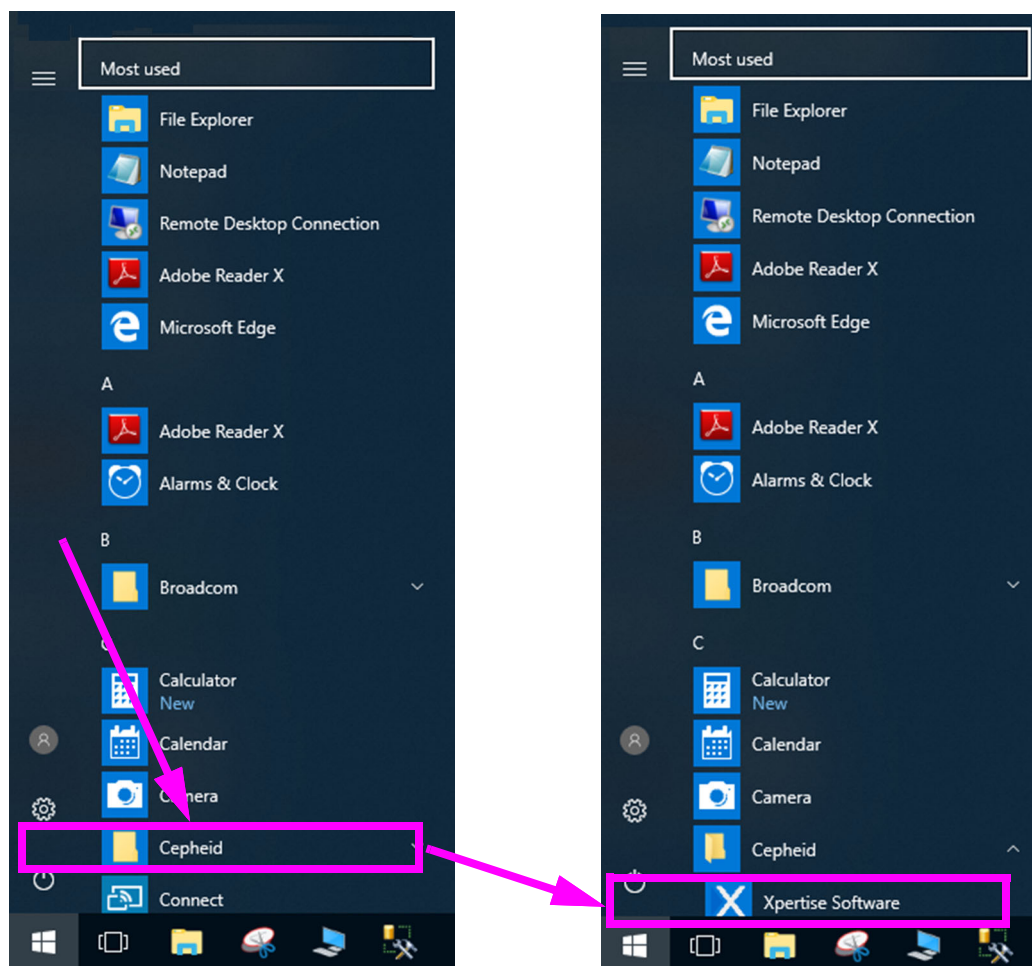 Most used
File Explorer
Notepad
Remote Desktop Connection
Adobe Reader X
Microsoft Edge
A
Adobe Reader X
Alarms & Clock
B
Broadcom
C
Calculator
New
Calendar
Camera
Cepheid
Connect
Most used
File Explorer
Notepad
Remote Desktop Connection
Adobe Reader X
Microsoft Edge
A
Adobe Reader X
Alarms & Clock
B
Broadcom
C
Calculator
New
Calendar
Camera
Cepheid
Xpertise Software